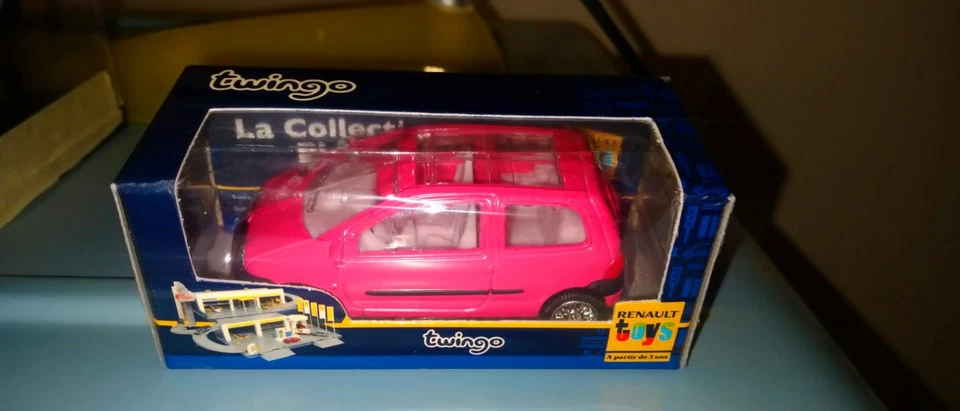 twingo
La Collecti
twingo
RENAULT
toys
A partir de 3 ans